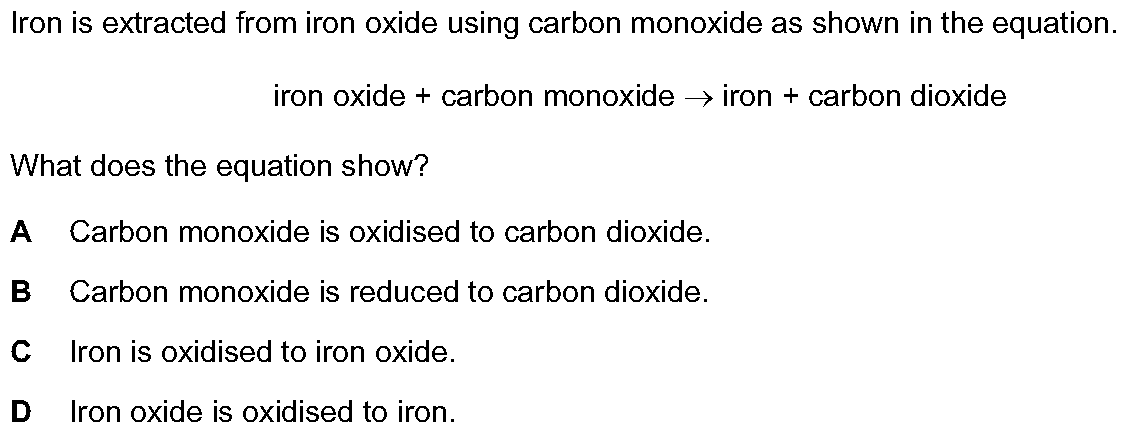 Iron is extracted from iron oxide using carbon monoxide as shown in the equation.
iron oxide + carbon monoxide → iron + carbon dioxide
What does the equation show?
A Carbon monoxide is oxidised to carbon dioxide.
B Carbon monoxide is reduced to carbon dioxide.
C Iron is oxidised to iron oxide.
D Iron oxide is oxidised to iron.